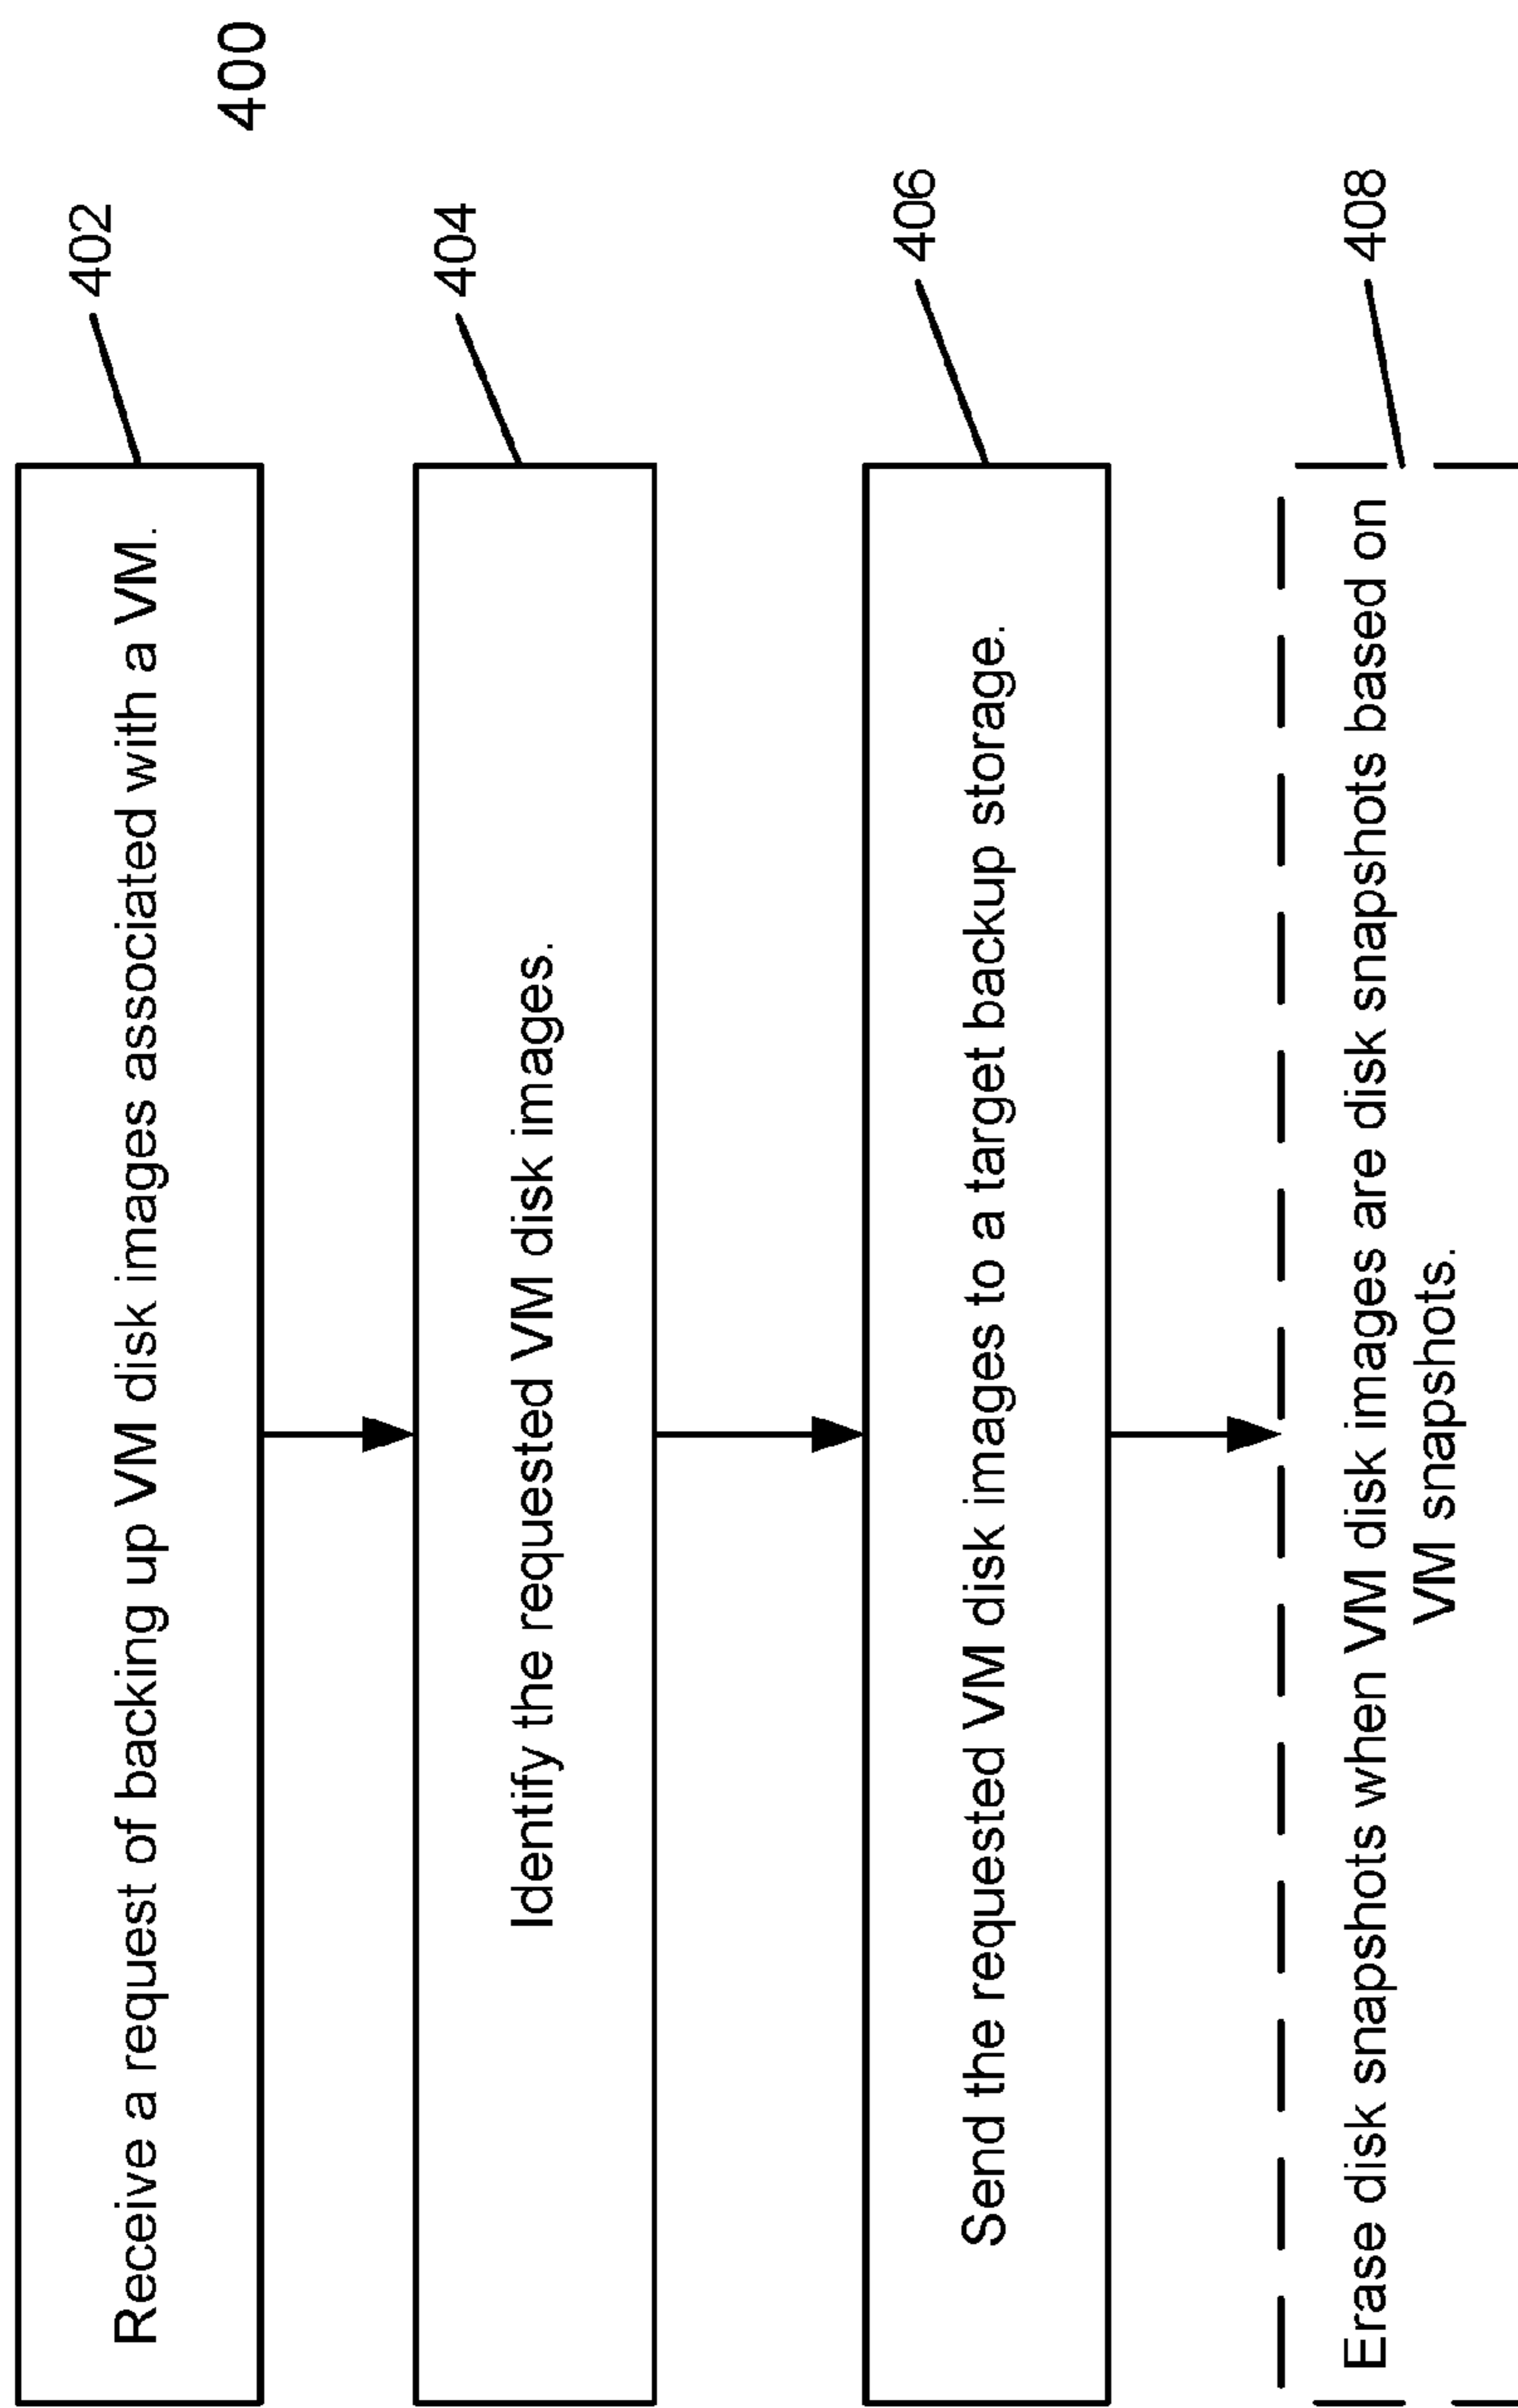 400
402
Receive a request of backing up VM disk images associated with a VM.
404
Identify the requested VM disk images.
406
Send the requested VM disk images to a target backup storage.
408
Erase disk snapshots when VM disk images are disk snapshots based on
VM snapshots.